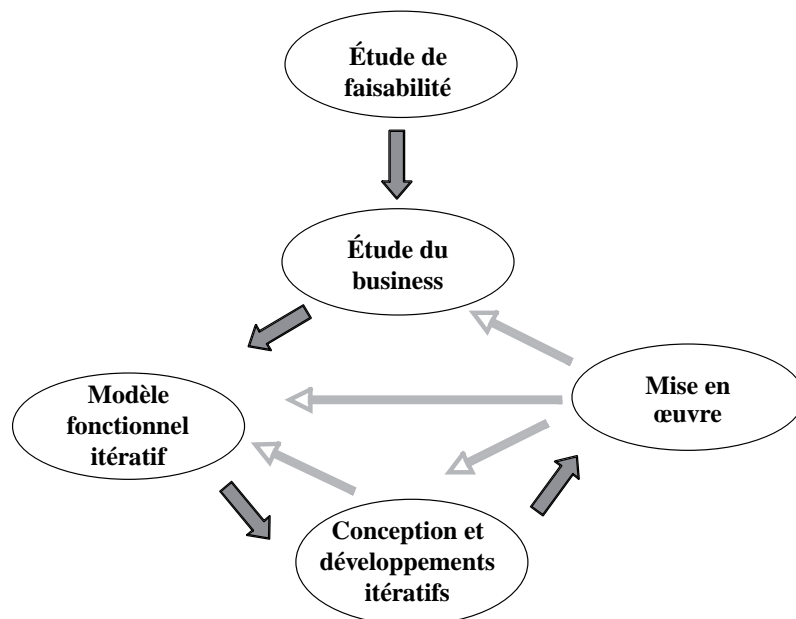 Étude de
faisabilité
Étude du
business
Modèle
fonctionnel
itératif
Mise en
œuvre
Conception et
développements
itératifs